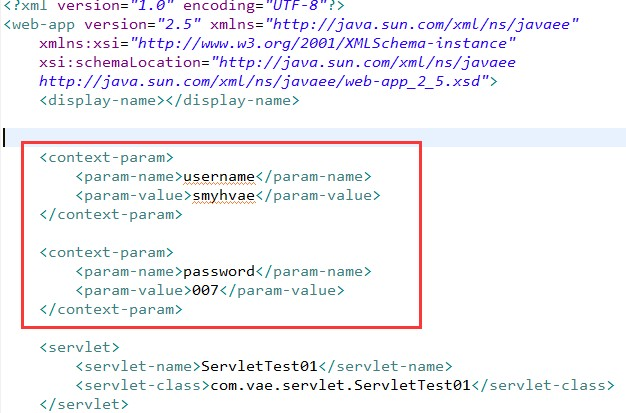 <?xml version="1.0" encoding="UTF-8"?>
<web-app version="2.5" xmlns="http://java.sun.com/xml/ns/javaee"
xmlns:xsi="http://www.w3.org/2001/XMLSchema-instance"
xsi:schemaLocation="http://java.sun.com/xml/ns/javaee
http://java.sun.com/xml/ns/javaee/web-app_2_5.xsd">
<display-name></display-name>
<context-param>
<param-name>username</param-name>
<param-value>smyhvae</param-value>
</context-param>
<context-param>
<param-name>password</param-name>
<param-value>007</param-value>
</context-param>
<servlet>
<servlet-name>ServletTest01</servlet-name>
<servlet-class>com.vae.servlet.ServletTest01</servlet-class>
</servlet>